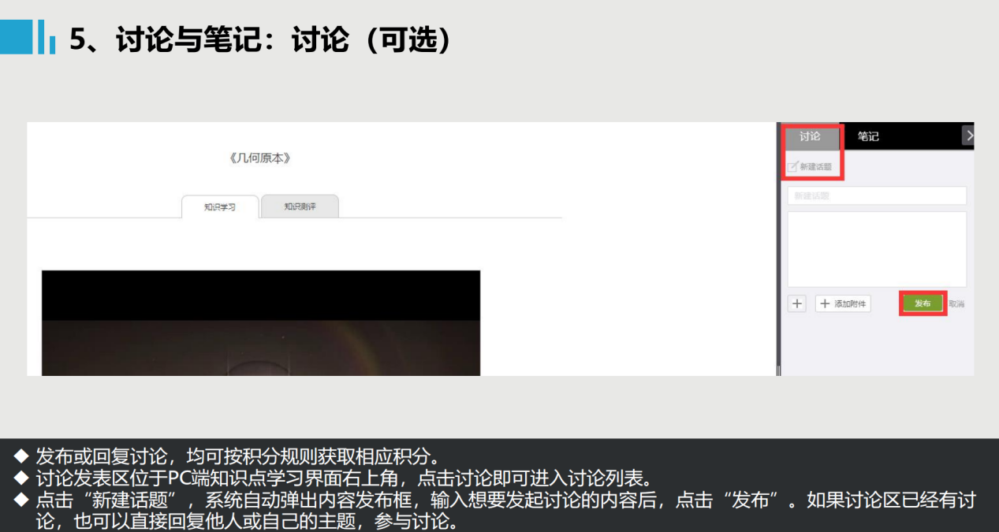 5、讨论与笔记：讨论（可选）
讨论 笔记
《几何原本》
新建话题
知识学习 知识测评
新建话题
添加附件 发布 取消
◆ 发布或回复讨论，均可按积分规则获取相应积分。
◆ 讨论发表区位于PC端知识点学习界面右上角，点击讨论即可进入讨论列表。
◆ 点击“新建话题”，系统自动弹出内容发布框，输入想要发起讨论的内容后，点击“发布”。如果讨论区已经有讨
论，也可以直接回复他人或自己的主题，参与讨论。